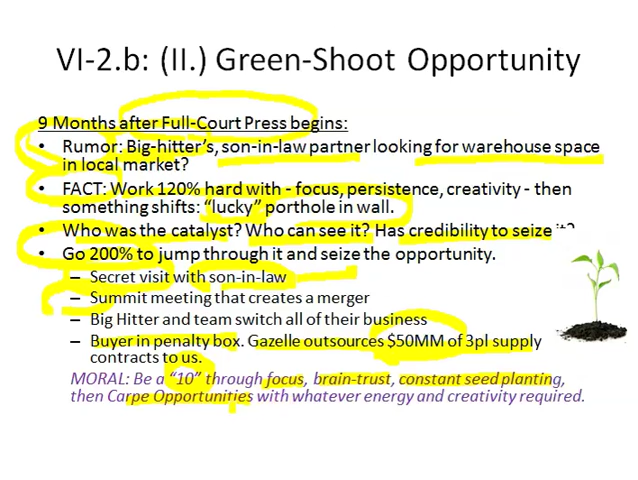 VI-2.b: (II.) Green-Shoot Opportunity
9 Months after Full-Court Press begins:
• Rumor: Big-hitter's, son-in-law partner looking for warehouse space
in local market?
• FACT: Work 120% hard with - focus, persistence, creativity - then
something shifts: "lucky" porthole in wall.
• Who was the catalyst? Who can see it? Has credibility to seize it?
• Go 200% to jump through it and seize the opportunity.
– Secret visit with son-in-law
– Summit meeting that creates a merger
– Big Hitter and team switch all of their business
– Buyer in penalty box. Gazelle outsources $50MM of 3pl supply
contracts to us.
MORAL: Be a "10" through focus, brain-trust, constant seed planting,
then Carpe Opportunities with whatever energy and creativity required.